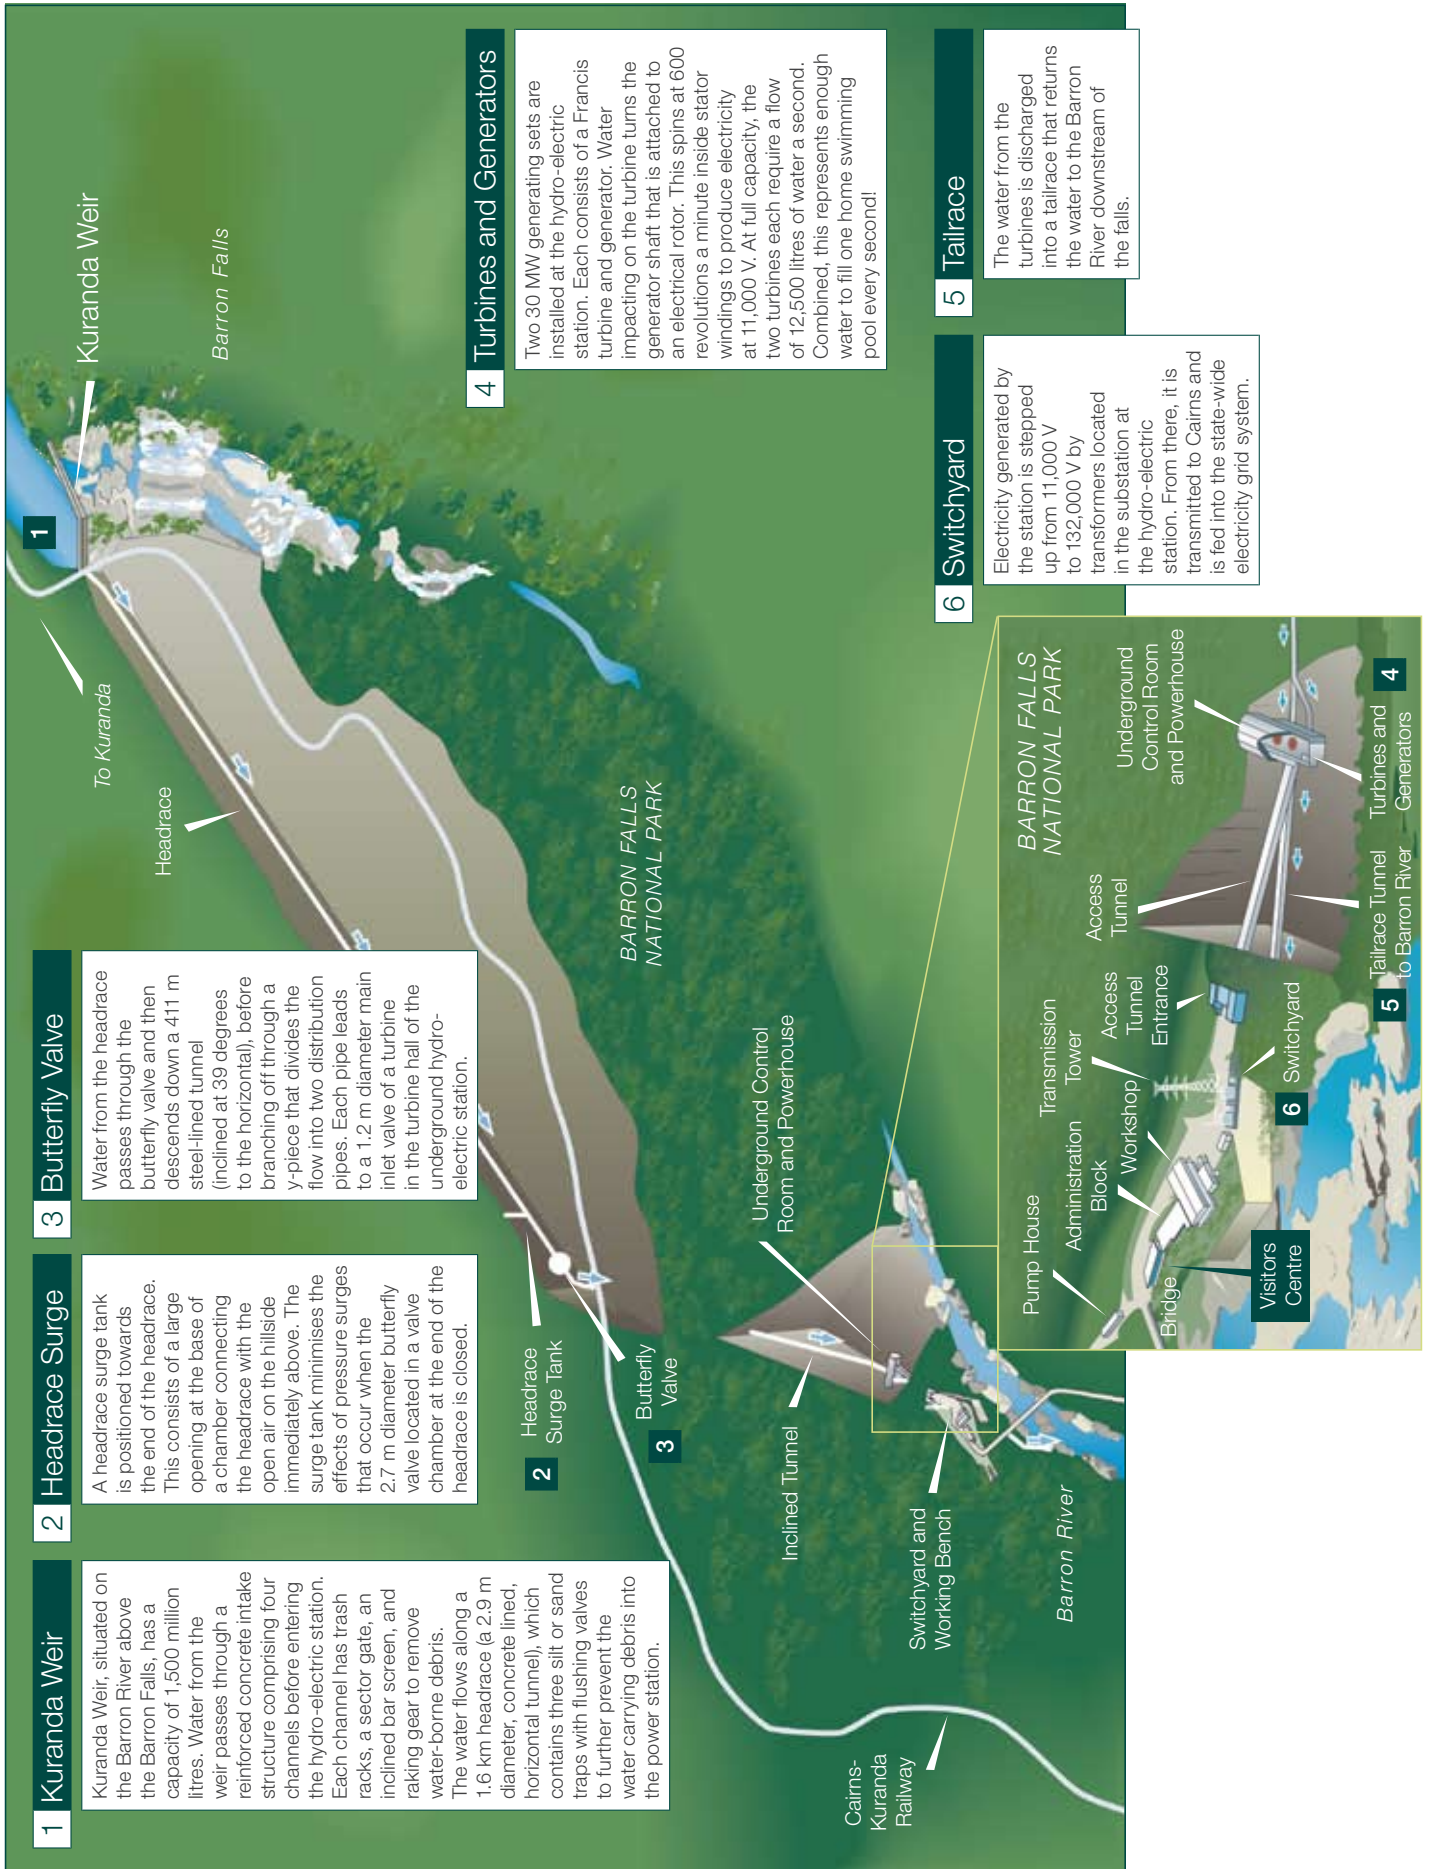 1 Kuranda Weir
Kuranda Weir, situated on
the Barron River above
the Barron Falls, has a
capacity of 1,500 million
litres. Water from the
weir passes through a
reinforced concrete intake
structure comprising four
channels before entering
the hydro-electric station.
Each channel has trash
racks, a sector gate, an
inclined bar screen, and
raking gear to remove
water-borne debris.
The water flows along a
1.6 km headrace (a 2.9 m
diameter, concrete lined,
horizontal tunnel), which
contains three silt or sand
traps with flushing valves
to further prevent the
water carrying debris into
the power station.
2 Headrace Surge
A headrace surge tank
is positioned towards
the end of the headrace.
This consists of a large
opening at the base of
a chamber connecting
the headrace with the
open air on the hillside
immediately above. The
surge tank minimises the
effects of pressure surges
that occur when the
2.7 m diameter butterfly
valve located in a valve
chamber at the end of the
headrace is closed.
3 Butterfly Valve
Water from the headrace
passes through the
butterfly valve and then
descends down a 411 m
steel-lined tunnel
(inclined at 39 degrees
to the horizontal), before
branching off through a
y-piece that divides the
flow into two distribution
pipes. Each pipe leads
to a 1.2 m diameter main
inlet valve of a turbine
in the turbine hall of the
underground hydro-
electric station.
To Kuranda
Headrace
1
Kuranda Weir
Barron Falls
4 Turbines and Generators
Two 30 MW generating sets are
installed at the hydro-electric
station. Each consists of a Francis
turbine and generator. Water
impacting on the turbine turns the
generator shaft that is attached to
an electrical rotor. This spins at 600
revolutions a minute inside stator
windings to produce electricity
at 11,000 V. At full capacity, the
two turbines each require a flow
of 12,500 litres of water a second.
Combined, this represents enough
water to fill one home swimming
pool every second!
2 Headrace
Surge Tank
3 Butterfly
Valve
BARRON FALLS
NATIONAL PARK
Underground Control
Room and Powerhouse
Inclined Tunnel
Switchyard and
Working Bench
Cairns-
Kuranda
Railway
Barron River
6 Switchyard
Electricity generated by
the station is stepped
up from 11,000 V
to 132,000 V by
transformers located
in the substation at
the hydro-electric
station. From there, it is
transmitted to Cairns and
is fed into the state-wide
electricity grid system.
5 Tailrace
The water from the
turbines is discharged
into a tailrace that returns
the water to the Barron
River downstream of
the falls.
BARRON FALLS
NATIONAL PARK
Pump House
Administration
Block
Workshop
Transmission
Tower
Access
Tunnel
Entrance
Access
Tunnel
Underground
Control Room
and Powerhouse
Bridge
Visitors
Centre
6 Switchyard
5 Tailrace Tunnel
to Barron River
Turbines and
Generators
4